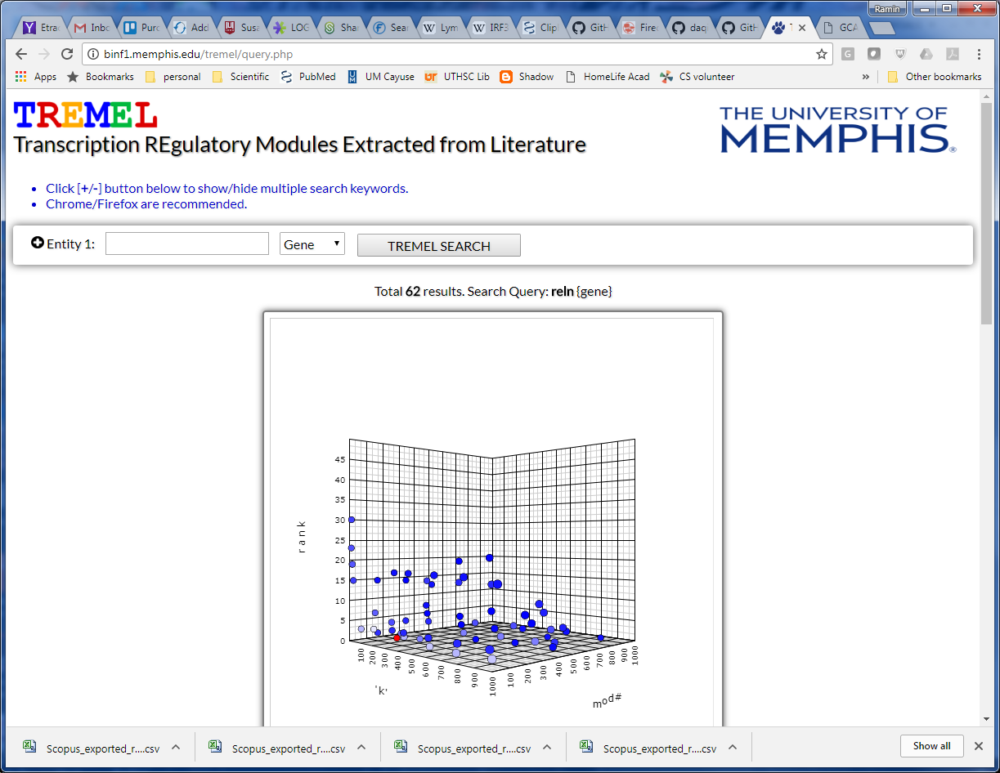 Ramin
Etra
Inbo
Purc
Add
Susa
LOG
Shar
Sear
Lym
IRF3
Clip
GitH
Firec
daq
GitH
T
GCA
binf1.memphis.edu/tremel/query.php
Apps
Bookmarks
personal
Scientific
PubMed
UM Cayuse
UTHSC Lib
Shadow
HomeLife Acad
CS volunteer
»
Other bookmarks
TREMEL
Transcription REgulatory Modules Extracted from Literature
THE UNIVERSITY OF
MEMPHIS®
• Click [+/-] button below to show/hide multiple search keywords.
• Chrome/Firefox are recommended.
Entity 1:
Gene
TREMEL SEARCH
Total 62 results. Search Query: reln {gene}
45
40
35
30
25
20
15
10
5
0
rank
100
200
300
400
500
600
700
800
900
1000
'k'
100
200
300
400
500
600
700
800
900
1000
mod#
Scopus_exported_r....csv
Scopus_exported_r....csv
Scopus_exported_r....csv
Scopus_exported_r....csv
Show all